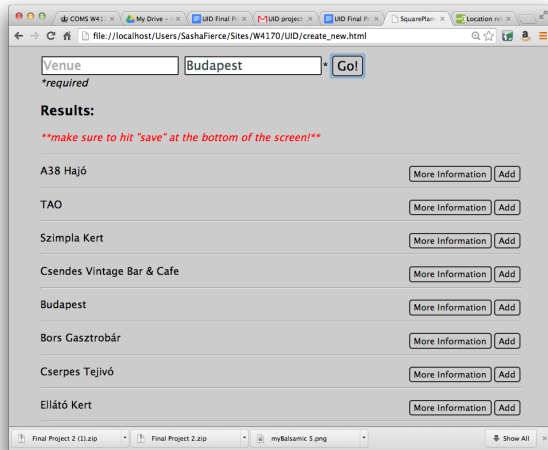 COMS W41
My Drive –
UID Final P
UID project
UID Final P
SquarePlan
Location re
file://localhost/Users/SashaFierce/Sites/W4170/UID/create_new.html
Venue Budapest * Go!
*required
Results:
**make sure to hit "save" at the bottom of the screen!**
A38 Hajó More Information Add
TAO More Information Add
Szimpla Kert More Information Add
Csendes Vintage Bar & Cafe More Information Add
Budapest More Information Add
Bors Gasztrobár More Information Add
Cserpes Tejivó More Information Add
Ellátó Kert More Information Add
Final Project 2 (1).zip Final Project 2.zip myBalsamic 5.png Show All